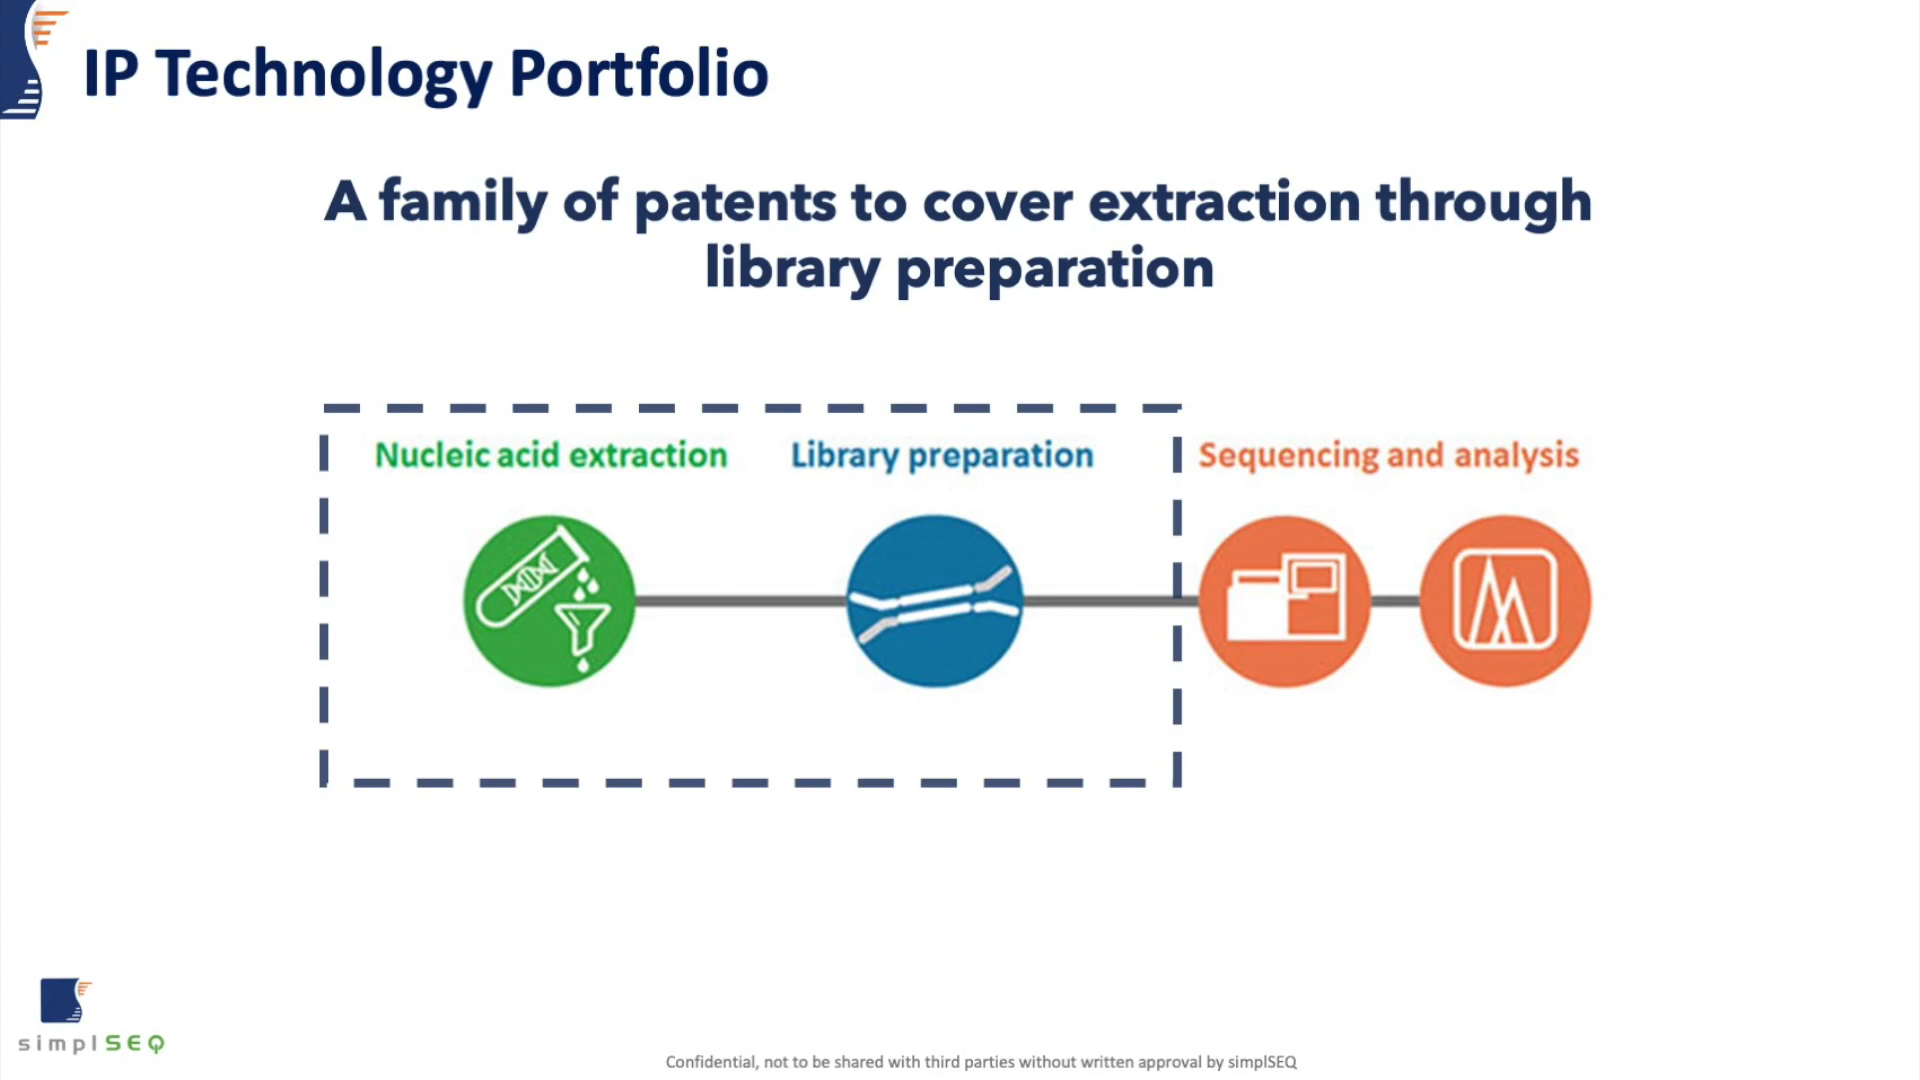 IP Technology Portfolio
A family of patents to cover extraction through
library preparation
Nucleic acid extraction
Library preparation
Sequencing and analysis
simplSEQ
Confidential, not to be shared with third parties without written approval by simplSEQ